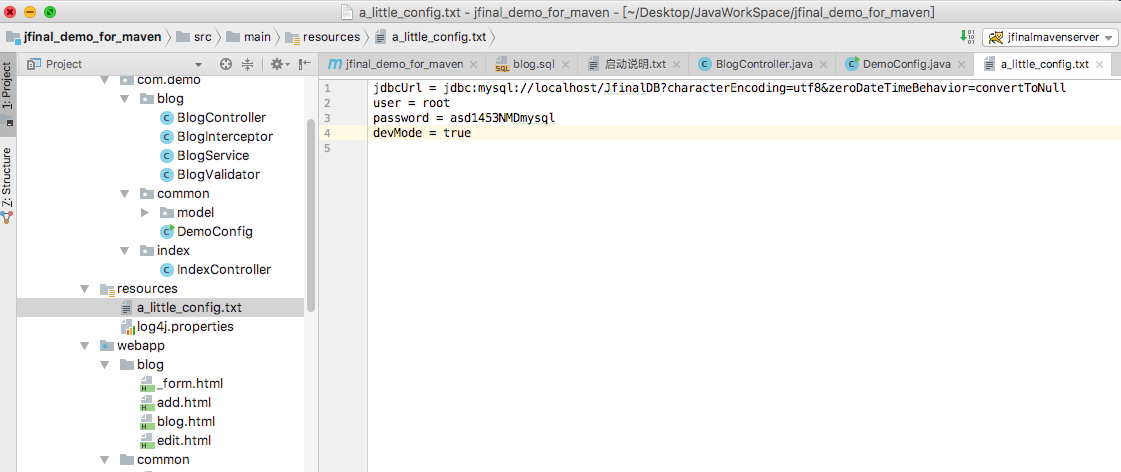 a_little_config.txt - jfinal_demo_for_maven - [~/Desktop/JavaWorkSpace/jfinal_demo_for_maven]
jfinal_demo_for_maven src main resources a_little_config.txt jfinalmavenserver
Project jfinal_demo_for_maven blog.sql 启动说明.txt BlogController.java DemoConfig.java a_little_config.txt
1: Project
7: Structure
com.demo
blog
BlogController
BlogInterceptor
BlogService
BlogValidator
common
model
DemoConfig
index
IndexController
resources
a_little_config.txt
log4j.properties
webapp
blog
_form.html
add.html
blog.html
edit.html
common
1 jdbcUrl = jdbc:mysql://localhost/JfinalDB?characterEncoding=utf8&zeroDateTimeBehavior=convertToNull
2 user = root
3 password = asd1453NMDmysql
4 devMode = true
5